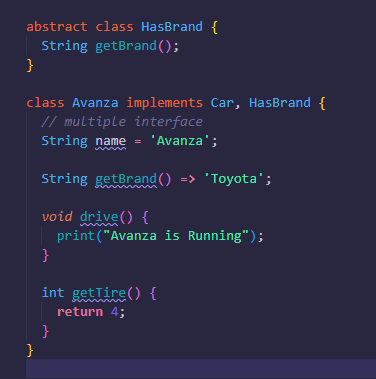 abstract class HasBrand {
  String getBrand();
}

class Avanza implements Car, HasBrand {
  // multiple interface
  String name = 'Avanza';

  String getBrand() => 'Toyota';

  void drive() {
    print("Avanza is Running");
  }

  int getTire() {
    return 4;
  }
}